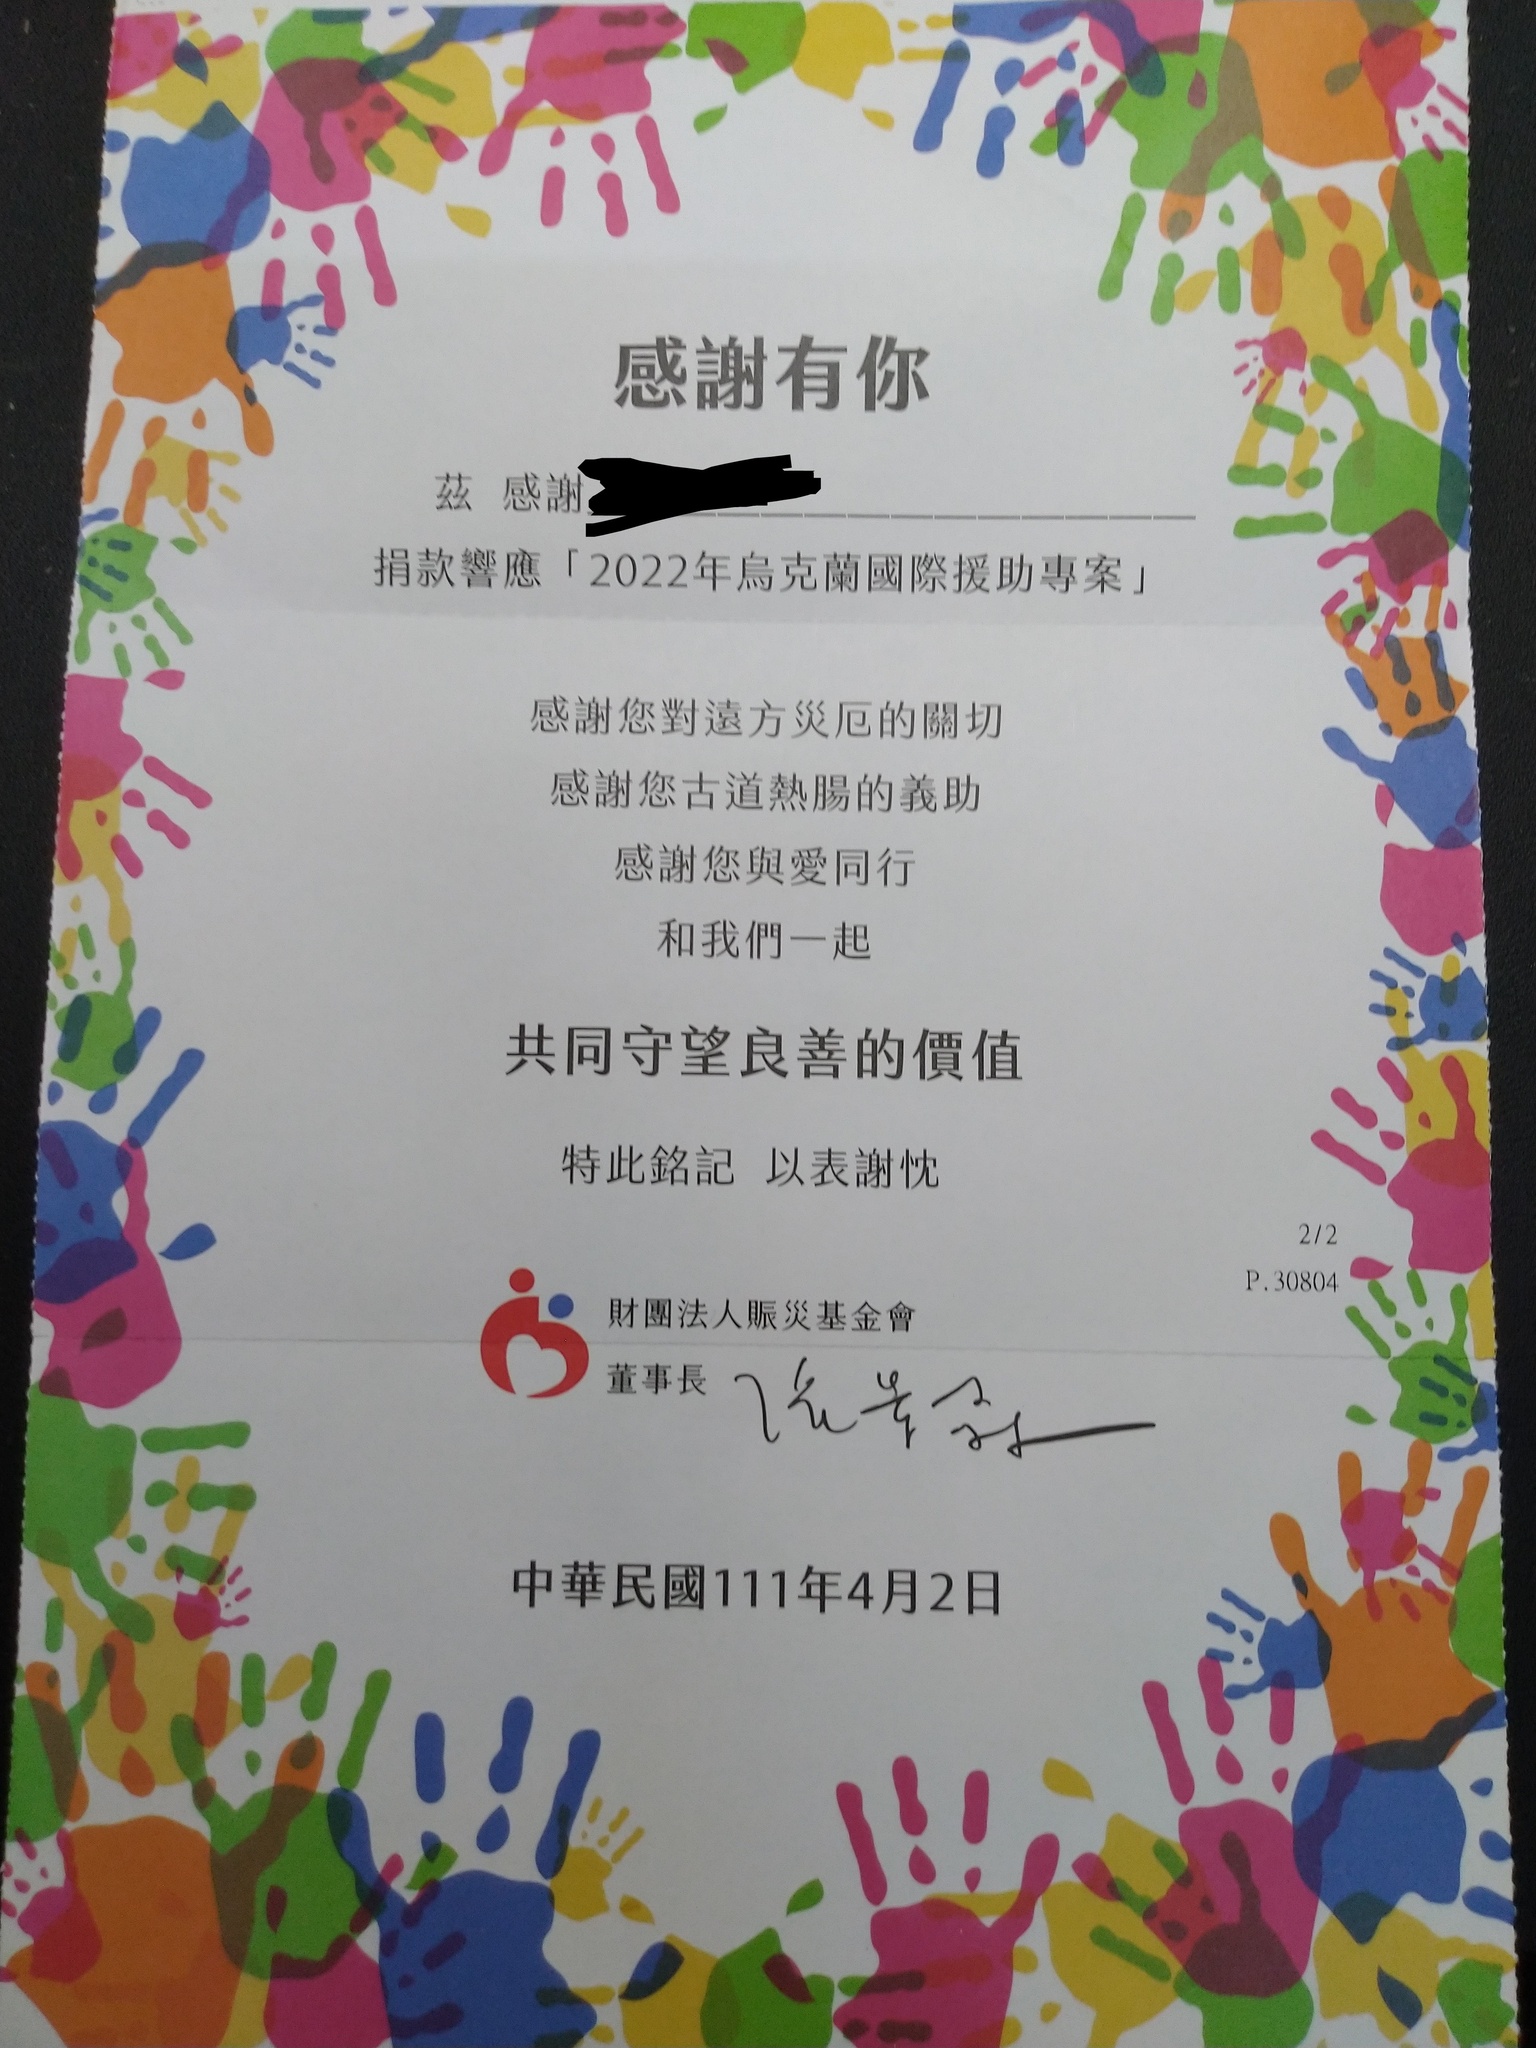 感謝有你
茲 感謝
捐款響應「2022年烏克蘭國際援助專案」
感謝您對遠方災厄的關切
感謝您古道熱腸的義助
感謝您與愛同行
和我們一起
共同守望良善的價值
特此銘記 以表謝忱
2/2
P.30804
財團法人賑災基金會
董事長
中華民國111年4月2日